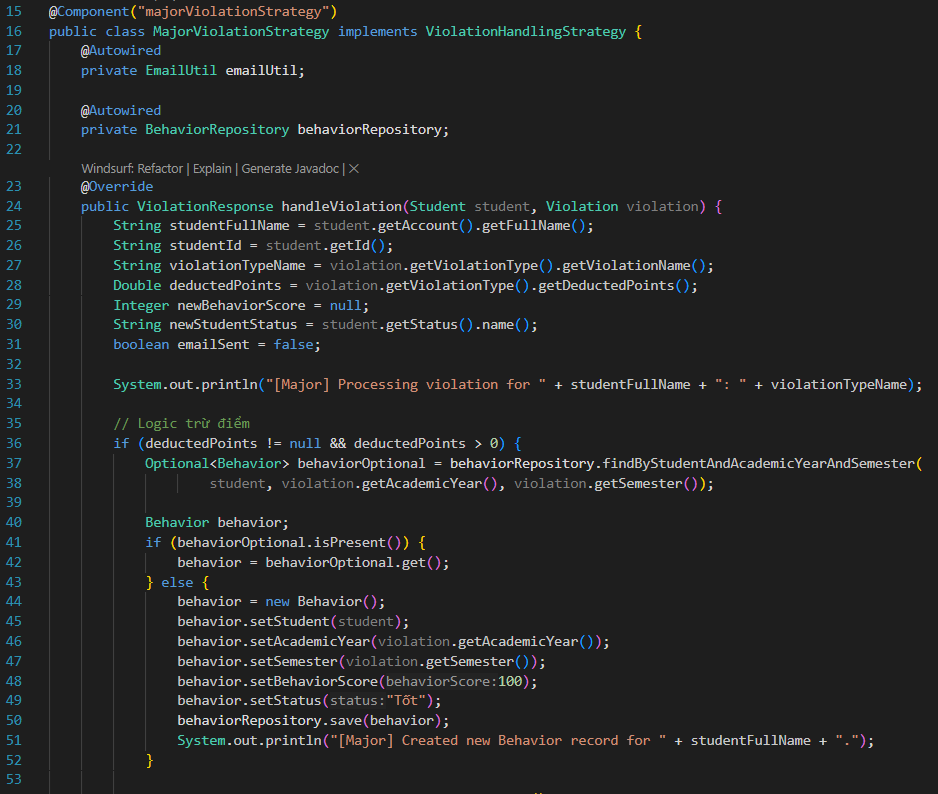 15 @Component("majorViolationStrategy")
16 public class MajorViolationStrategy implements ViolationHandlingStrategy {
17 @Autowired
18 private EmailUtil emailUtil;
19
20 @Autowired
21 private BehaviorRepository behaviorRepository;
22
Windsurf: Refactor | Explain | Generate Javadoc | ×
23 @Override
24 public ViolationResponse handleViolation(Student student, Violation violation) {
25 String studentFullName = student.getAccount().getFullName();
26 String studentId = student.getId();
27 String violationTypeName = violation.getViolationType().getViolationName();
28 Double deductedPoints = violation.getViolationType().getDeductedPoints();
29 Integer newBehaviorScore = null;
30 String newStudentStatus = student.getStatus().name();
31 boolean emailSent = false;
32
33 System.out.println("[Major] Processing violation for " + studentFullName + ": " + violationTypeName);
34
35 // Logic trừ điểm
36 if (deductedPoints != null && deductedPoints > 0) {
37 Optional<Behavior> behaviorOptional = behaviorRepository.findByStudentAndAcademicYearAndSemester(
38 student, violation.getAcademicYear(), violation.getSemester());
39
40 Behavior behavior;
41 if (behaviorOptional.isPresent()) {
42 behavior = behaviorOptional.get();
43 } else {
44 behavior = new Behavior();
45 behavior.setStudent(student);
46 behavior.setAcademicYear(violation.getAcademicYear());
47 behavior.setSemester(violation.getSemester());
48 behavior.setBehaviorScore(behaviorScore:100);
49 behavior.setStatus(status:"Tốt");
50 behaviorRepository.save(behavior);
51 System.out.println("[Major] Created new Behavior record for " + studentFullName + ".");
52 }
53